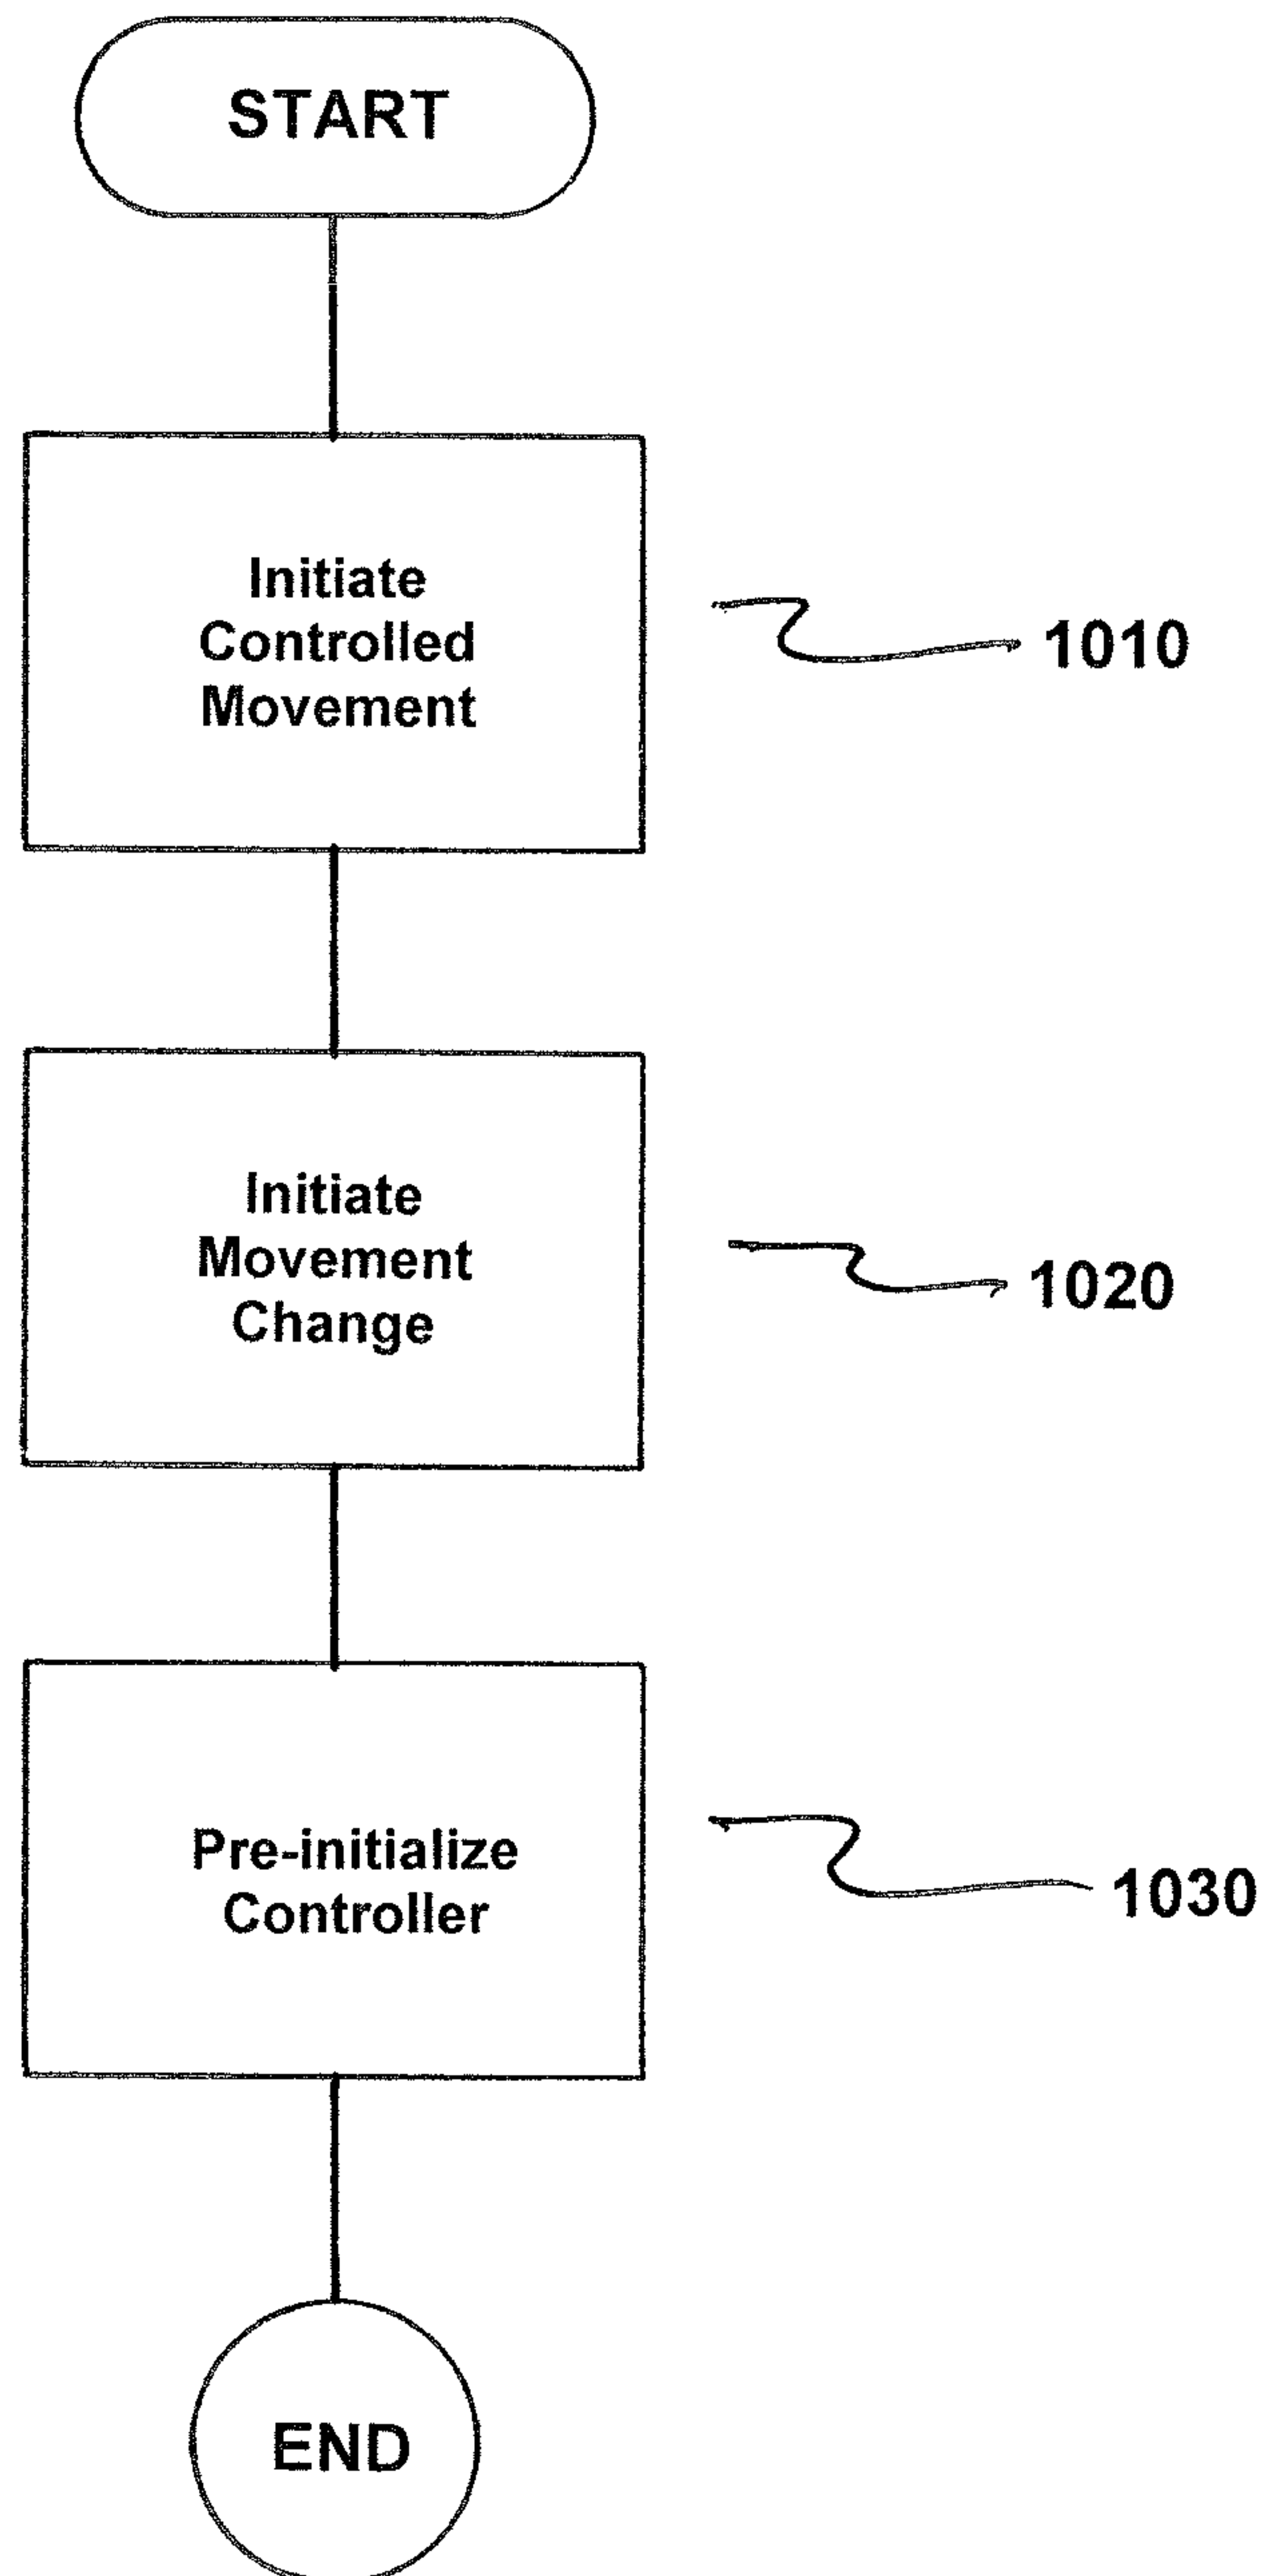 START
Initiate
Controlled
Movement
1010
Initiate
Movement
Change
1020
Pre-initialize
Controller
1030
END